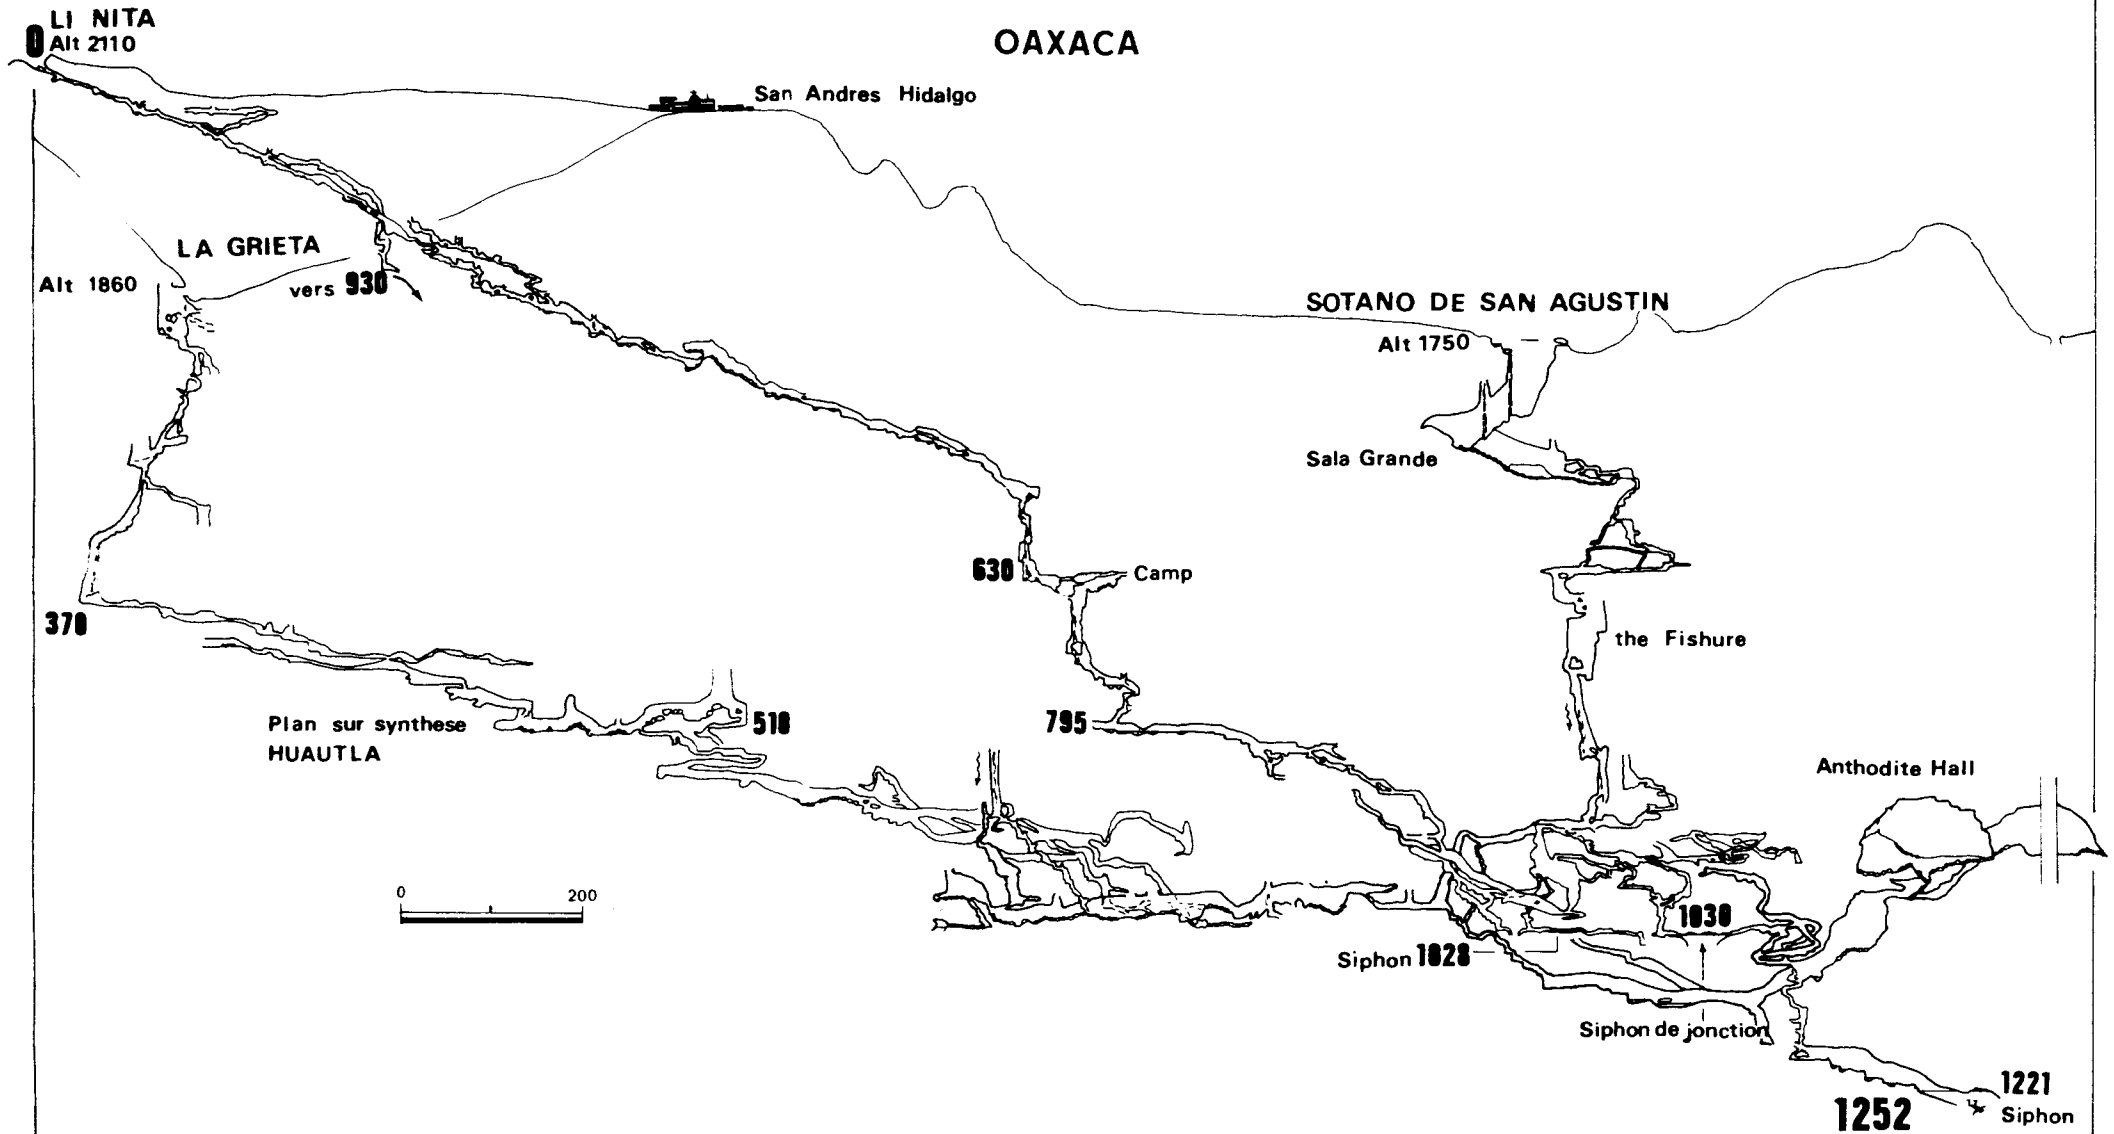 LI NITA
0 Alt 2110
OAXACA
San Andres Hidalgo
LA GRIETA
Alt 1860
vers 930
SOTANO DE SAN AGUSTIN
Alt 1750
Sala Grande
630
Camp
370
the Fishure
Plan sur synthese
HUAUTLA
510
795
Anthodite Hall
0 200
1030
Siphon 1028
Siphon de jonction
1221
1252
Siphon